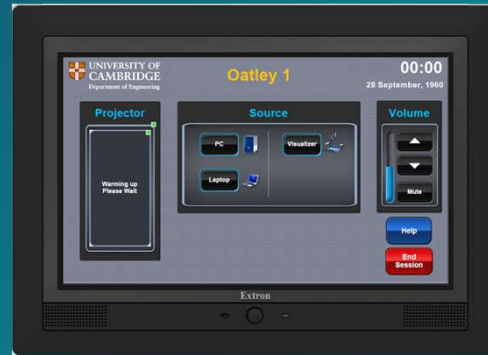 UNIVERSITY OF
CAMBRIDGE
Department of Engineering
Oatley 1
00:00
28 September, 1960
Projector
Source
Volume
PC
Visualizer
Laptop
Warming up
Please Wait
Mute
Help
End
Session
Extron